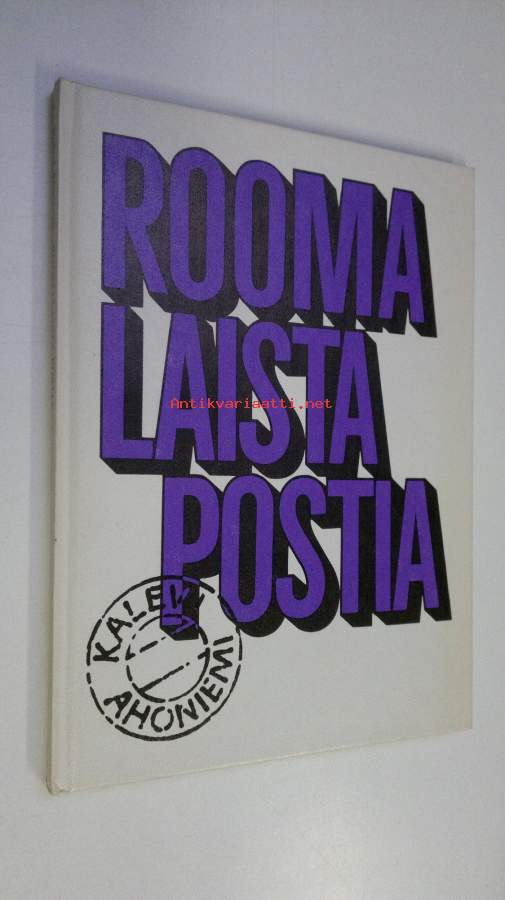 ROOMA
LAISTA
Antikvariaatti.net
POSTIA
KALEVI
AHONIEMI